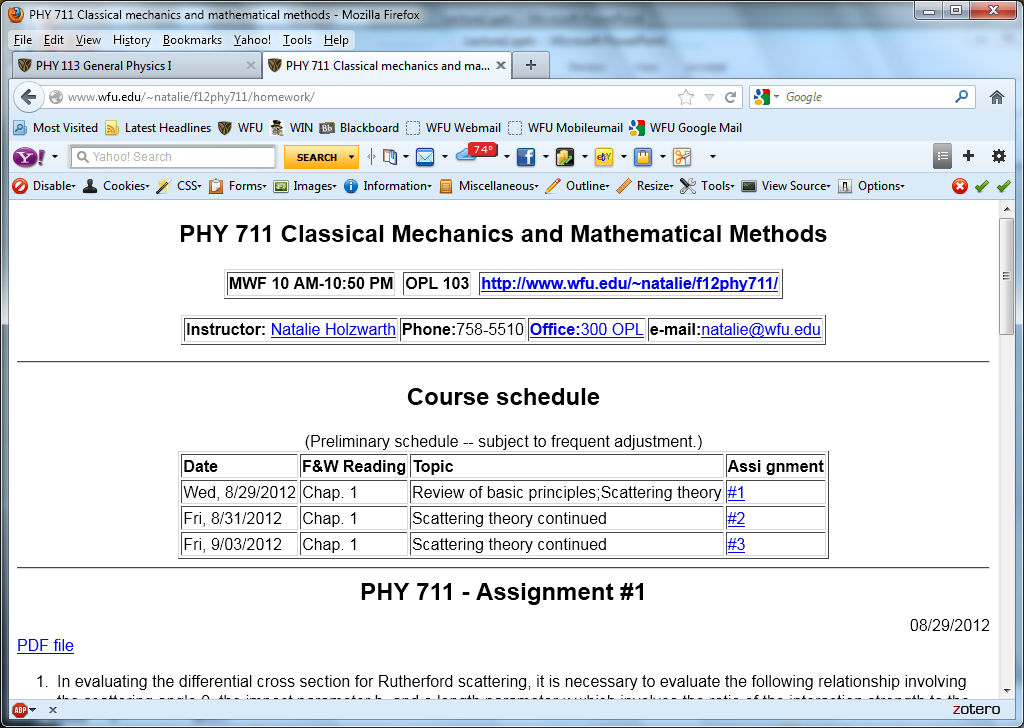 PHY 711 Classical mechanics and mathematical methods - Mozilla Firefox
File Edit View History Bookmarks Yahoo! Tools Help
PHY 113 General Physics I PHY 711 Classical mechanics and ma...
www.wfu.edu/~natalie/f12phy711/homework/ Google
Most Visited Latest Headlines WFU WIN Bb Blackboard WFU Webmail WFU Mobileumail WFU Google Mail
Y! Yahoo! Search SEARCH 74° eBY
Disable Cookies CSS Forms Images Information Miscellaneous Outline Resize Tools View Source Options
PHY 711 Classical Mechanics and Mathematical Methods
MWF 10 AM-10:50 PM OPL 103 http://www.wfu.edu/~natalie/f12phy711/
Instructor: Natalie Holzwarth Phone:758-5510 Office:300 OPL e-mail:natalie@wfu.edu
Course schedule
(Preliminary schedule -- subject to frequent adjustment.)
Date F&W Reading Topic Assi gnment
Wed, 8/29/2012 Chap. 1 Review of basic principles;Scattering theory #1
Fri, 8/31/2012 Chap. 1 Scattering theory continued #2
Fri, 9/03/2012 Chap. 1 Scattering theory continued #3
PHY 711 - Assignment #1
08/29/2012
PDF file
1. In evaluating the differential cross section for Rutherford scattering, it is necessary to evaluate the following relationship involving
ABP zotero